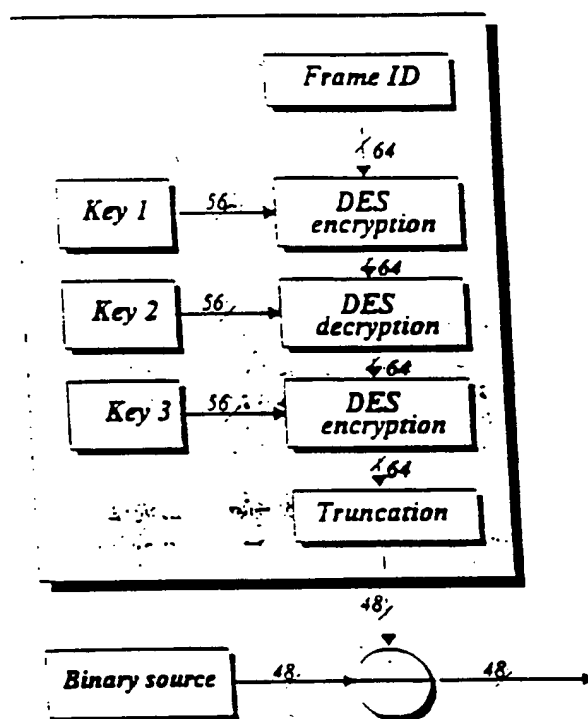 Frame ID
64
Key 1
56
DES
encryption
64
Key 2
56
DES
decryption
64
Key 3
56
DES
encryption
64
Truncation
48
Binary source
48
48